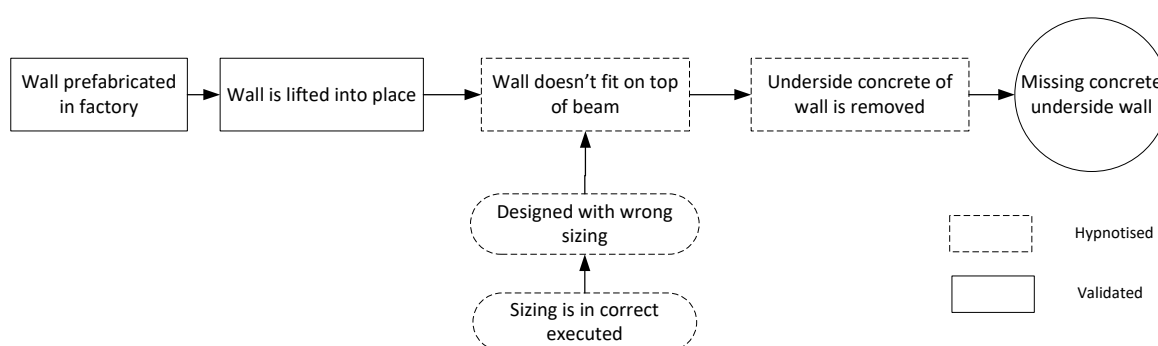 Wall prefabricated
in factory
Wall is lifted into place
Wall doesn’t fit on top
of beam
Underside concrete of
wall is removed
Missing concrete
underside wall
Designed with wrong
sizing
Sizing is in correct
executed
Hypnotised
Validated